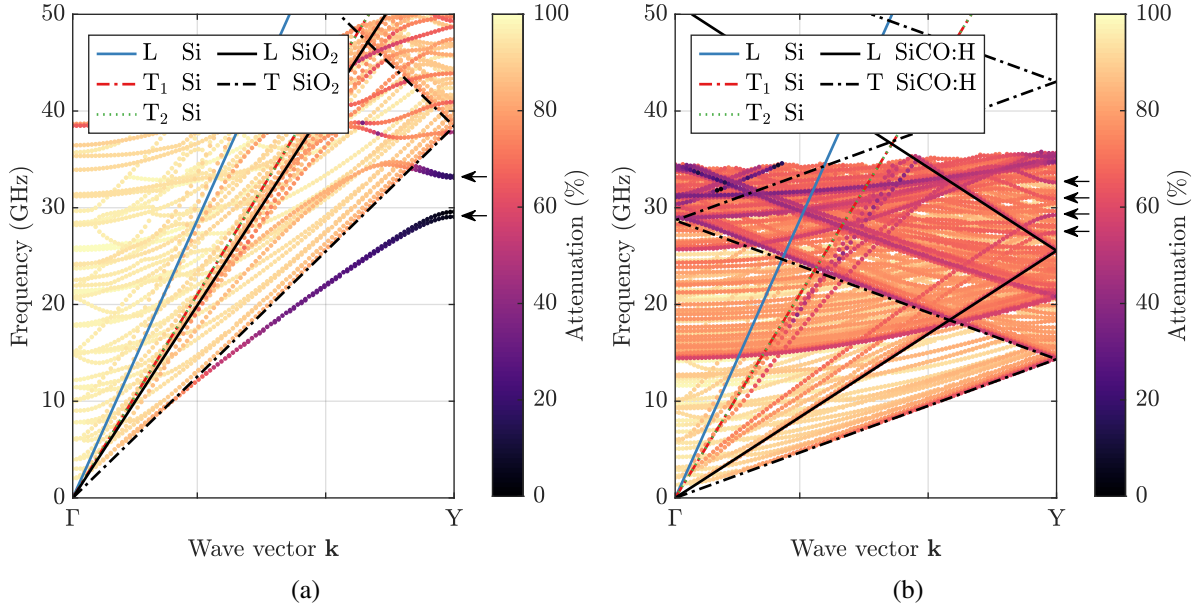 50
40
30
20
10
0
Γ
Y
Frequency (GHz)
Wave vector k
L Si
T₁ Si
T₂ Si
L SiO₂
T SiO₂
100
80
60
40
20
0
Attenuation (%)
(a)
50
40
30
20
10
0
Γ
Y
Frequency (GHz)
Wave vector k
L Si
T₁ Si
T₂ Si
L SiCO:H
T SiCO:H
100
80
60
40
20
0
Attenuation (%)
(b)